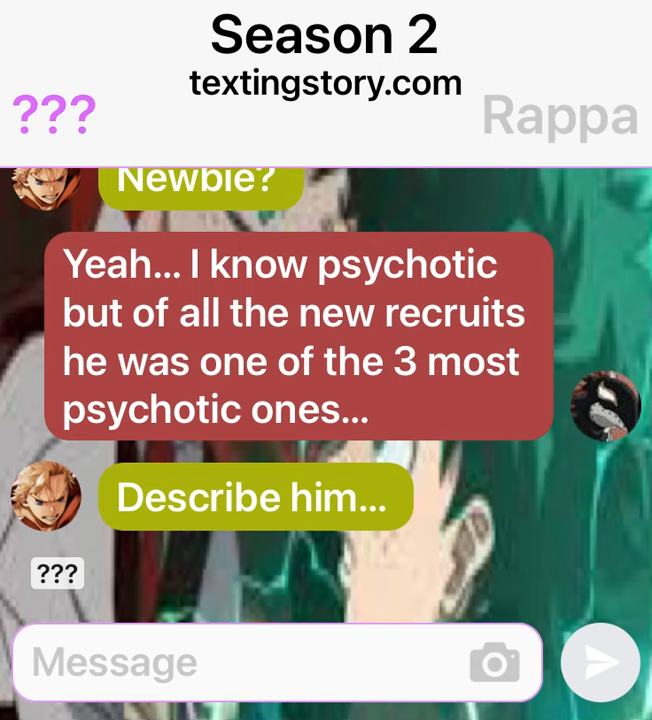 Season 2
textingstory.com
???
Rappa
Newbie?
Yeah... I know psychotic
but of all the new recruits
he was one of the 3 most
psychotic ones...
Describe him...
???
Message